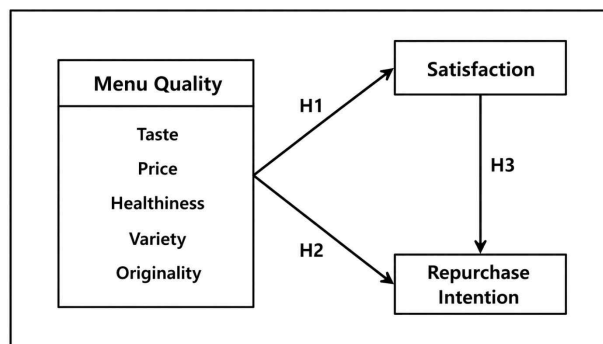 Menu Quality
Taste
Price
Healthiness
Variety
Originality
H1
H2
Satisfaction
H3
Repurchase
Intention